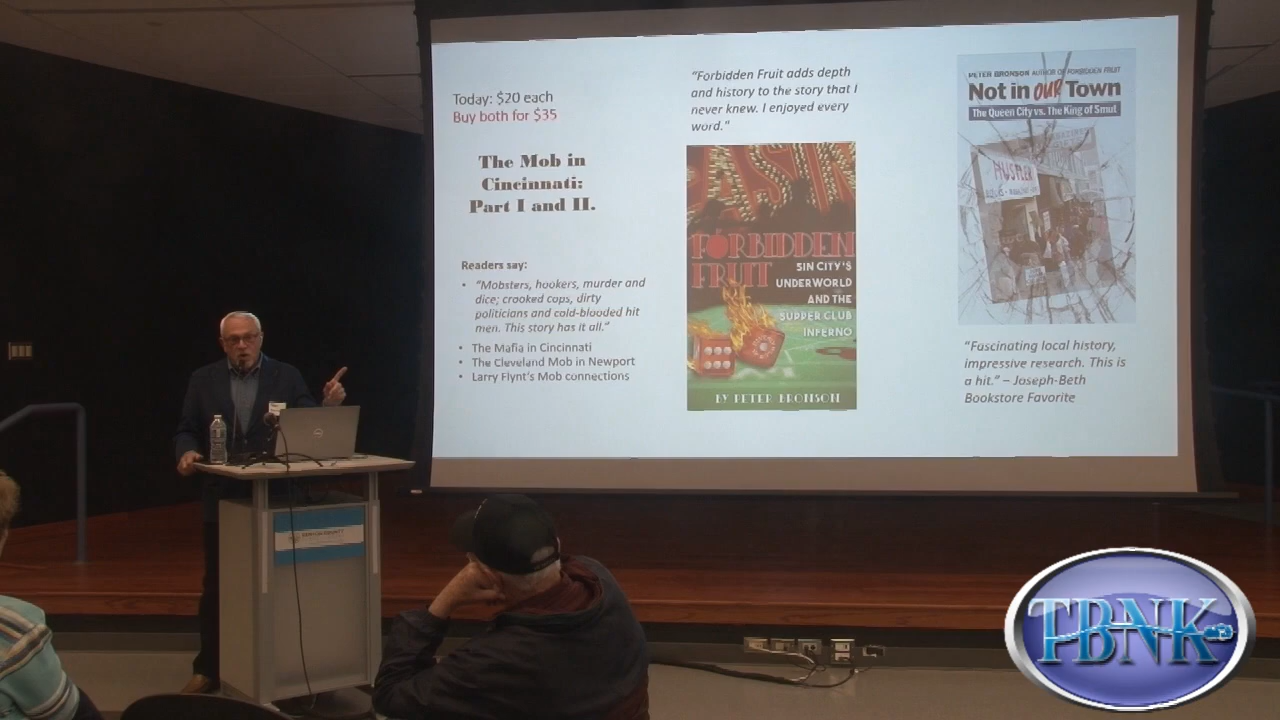 Today: $20 each
Buy both for $35
The Mob in
Cincinnati:
Part I and II.
Readers say:
• "Mobsters, hookers, murder and
dice; crooked cops, dirty
politicians and cold-blooded hit
men. This story has it all."
• The Mafia in Cincinnati
• The Cleveland Mob in Newport
• Larry Flynt's Mob connections
"Forbidden Fruit adds depth
and history to the story that I
never knew. I enjoyed every
word."
ASIN
FORBIDDEN
FRUIT
SIN CITY'S
UNDERWORLD
AND THE
SUPPER CLUB
INFERNO
BY PETER BRONSON
PETER BRONSON AUTHOR OF FORBIDDEN FRUIT
Not in OUR Town
The Queen City vs. The King of Smut
HUSTLER
"Fascinating local history,
impressive research. This is
a hit." – Joseph-Beth
Bookstore Favorite
DELL
TBNK